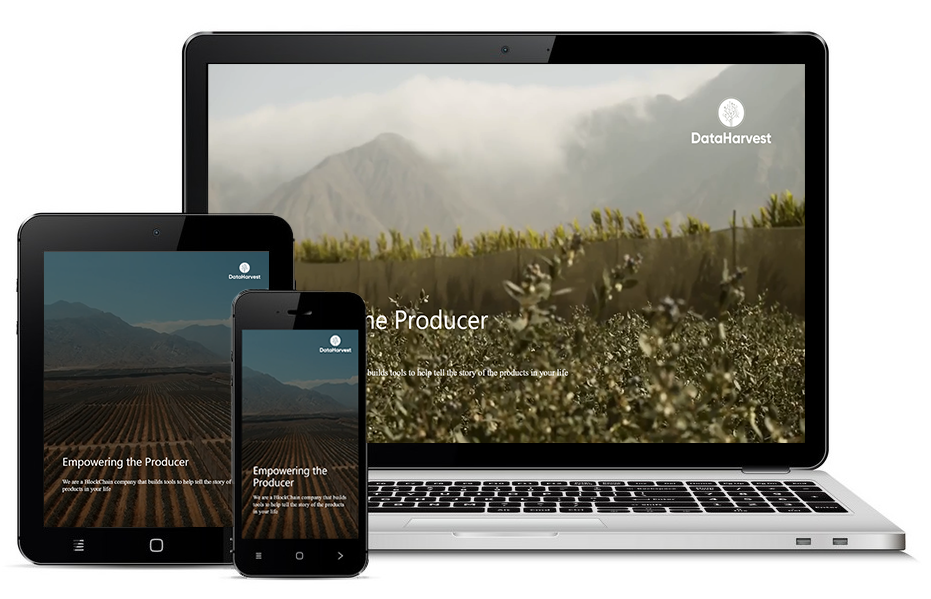 DataHarvest
he Producer
builds tools to help tell the story of the products in your life
DataHarvest
Empowering the Producer
We are a BlockChain company that builds tools to help tell the story of
products in your life
DataHarvest
Empowering the
Producer
We are a BlockChain company that builds
tools to help tell the story of the products
in your life